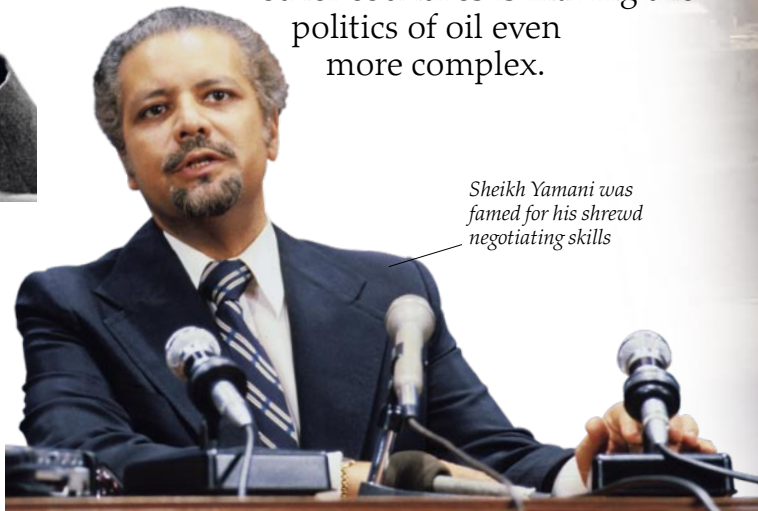 politics of oil even
more complex.
Sheikh Yamani was
famed for his shrewd
negotiating skills